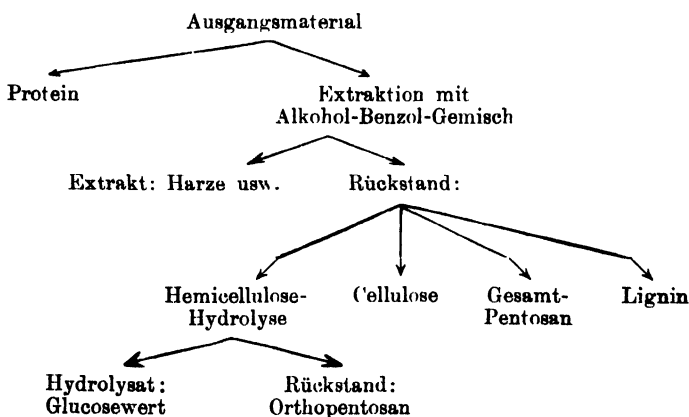 Ausgangsmaterial
Protein
Extraktion mit
Alkohol-Benzol-Gemisch
Extrakt: Harze usw.
Rückstand:
Hemicellulose-
Hydrolyse
Cellulose
Gesamt-
Pentosan
Lignin
Hydrolysat:
Glucosewert
Rückstand:
Orthopentosan